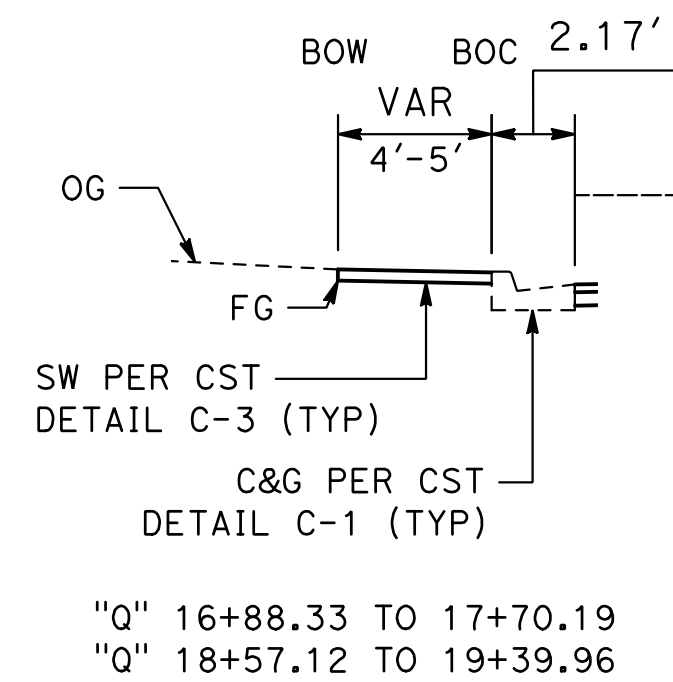 BOW BOC 2.17′
VAR
4′-5′
OG
FG
SW PER CST
DETAIL C-3 (TYP)
C&G PER CST
DETAIL C-1 (TYP)
"Q" 16+88.33 TO 17+70.19
"Q" 18+57.12 TO 19+39.96